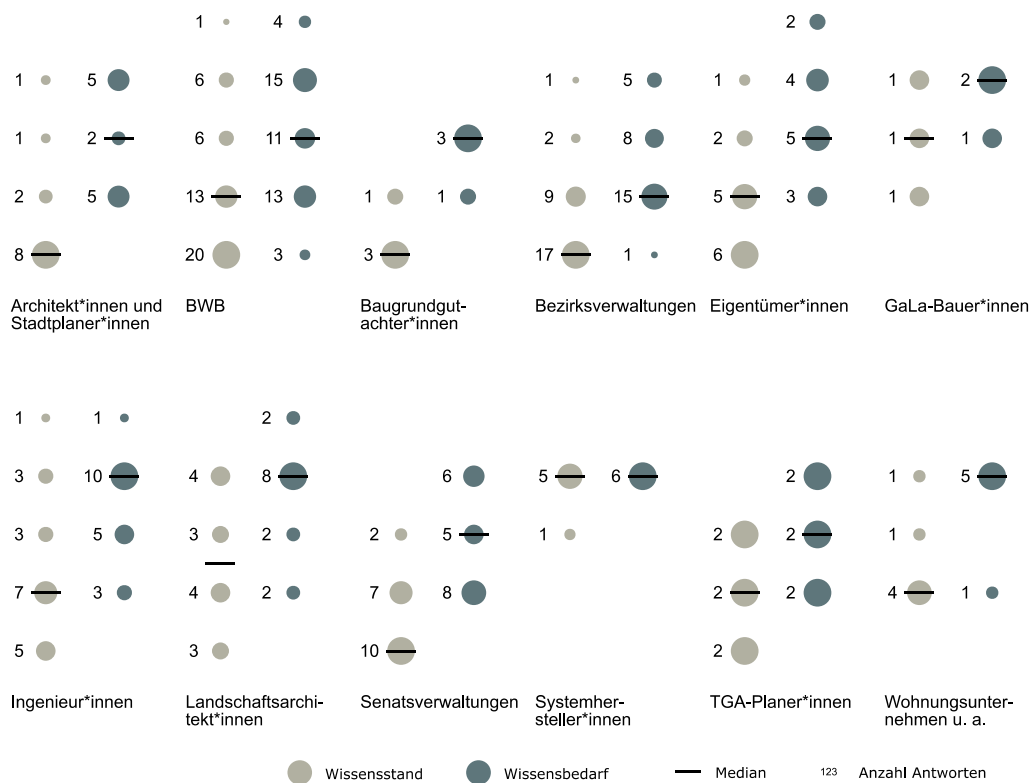 1 4 2
1 5 6 15 1 5 1 4 1 2
1 2 6 11 3 2 8 2 5 1 1
2 5 13 13 1 1 9 15 5 3 1
8 20 3 3 17 1 6
Architekt*innen und
Stadtplaner*innen
BWB
Baugrundgut-
achter*innen
Bezirksverwaltungen
Eigentümer*innen
GaLa-Bauer*innen
1 1 2
3 10 4 8 6 5 6 2 1 5
3 5 3 2 2 5 1 2 2 1
7 3 4 2 7 8 2 2 4 1
5 3 10 2
Ingenieur*innen
Landschaftsarchi-
tekt*innen
Senatsverwaltungen
Systemher-
steller*innen
TGA-Planer*innen
Wohnungsunter-
nehmen u. a.
Wissensstand Wissensbedarf Median 123 Anzahl Antworten